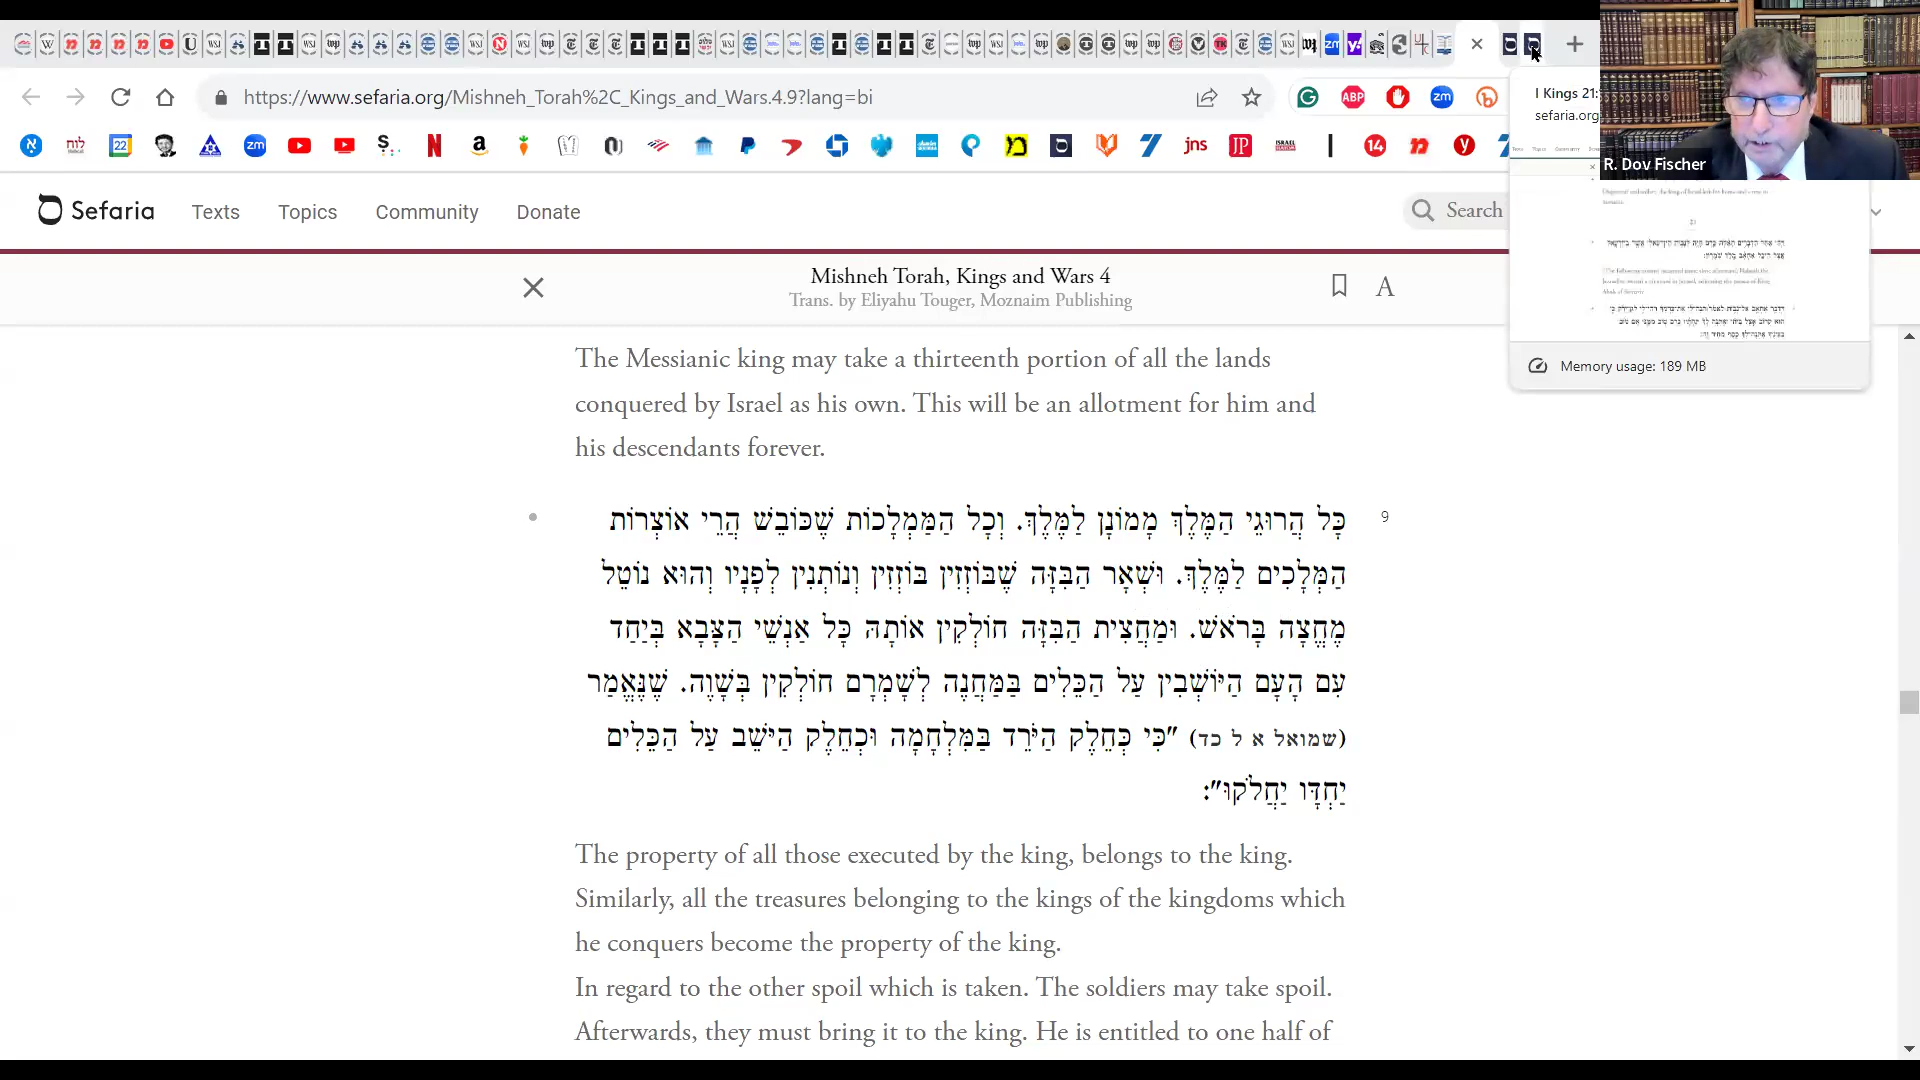 https://www.sefaria.org/Mishneh_Torah%2C_Kings_and_Wars.4.9?lang=bi
I Kings 21:
sefaria.org
R. Dov Fischer
Sefaria
Texts
Topics
Community
Donate
Search
Mishneh Torah, Kings and Wars 4
Trans. by Eliyahu Touger, Moznaim Publishing
A
Memory usage: 189 MB
The Messianic king may take a thirteenth portion of all the lands
conquered by Israel as his own. This will be an allotment for him and
his descendants forever.
9
כָּל הֲרוּגֵי הַמֶּלֶךְ מָמוֹנָן לַמֶּלֶךְ. וְכָל הַמַּמְלָכוֹת שֶׁכּוֹבֵשׁ הֲרֵי אוֹצְרוֹת
הַמְּלָכִים לַמֶּלֶךְ. וּשְׁאָר הַבִּזָּה שֶׁבּוֹזְזִין בּוֹזְזִין וְנוֹתְנִין לְפָנָיו וְהוּא נוֹטֵל
מֶחֱצָה בָּרֹאשׁ. וּמַחֲצִית הַבִּזָּה חוֹלְקִין אוֹתָהּ כָּל אַנְשֵׁי הַצָּבָא בְּיַחַד
עִם הָעָם הַיּוֹשְׁבִין עַל הַכֵּלִים בַּמַּחֲנֶה לְשָׁמְרָם חוֹלְקִין בְּשָׁוֶה. שֶׁנֶּאֱמַר
(שמואל א ל כד) "כִּי כְּחֵלֶק הַיֹּרֵד בַּמִּלְחָמָה וּכְחֵלֶק הַיּשֵׁב עַל הַכֵּלִים
יַחְדָּו יַחֲלֹקוּ":
The property of all those executed by the king, belongs to the king.
Similarly, all the treasures belonging to the kings of the kingdoms which
he conquers become the property of the king.
In regard to the other spoil which is taken. The soldiers may take spoil.
Afterwards, they must bring it to the king. He is entitled to one half of